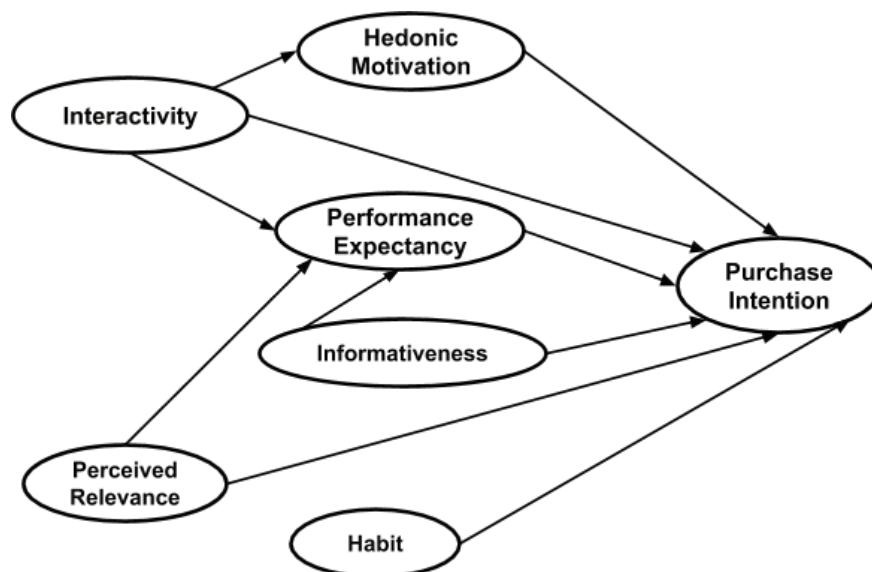 Hedonic
Motivation
Interactivity
Performance
Expectancy
Purchase
Intention
Informativeness
Perceived
Relevance
Habit